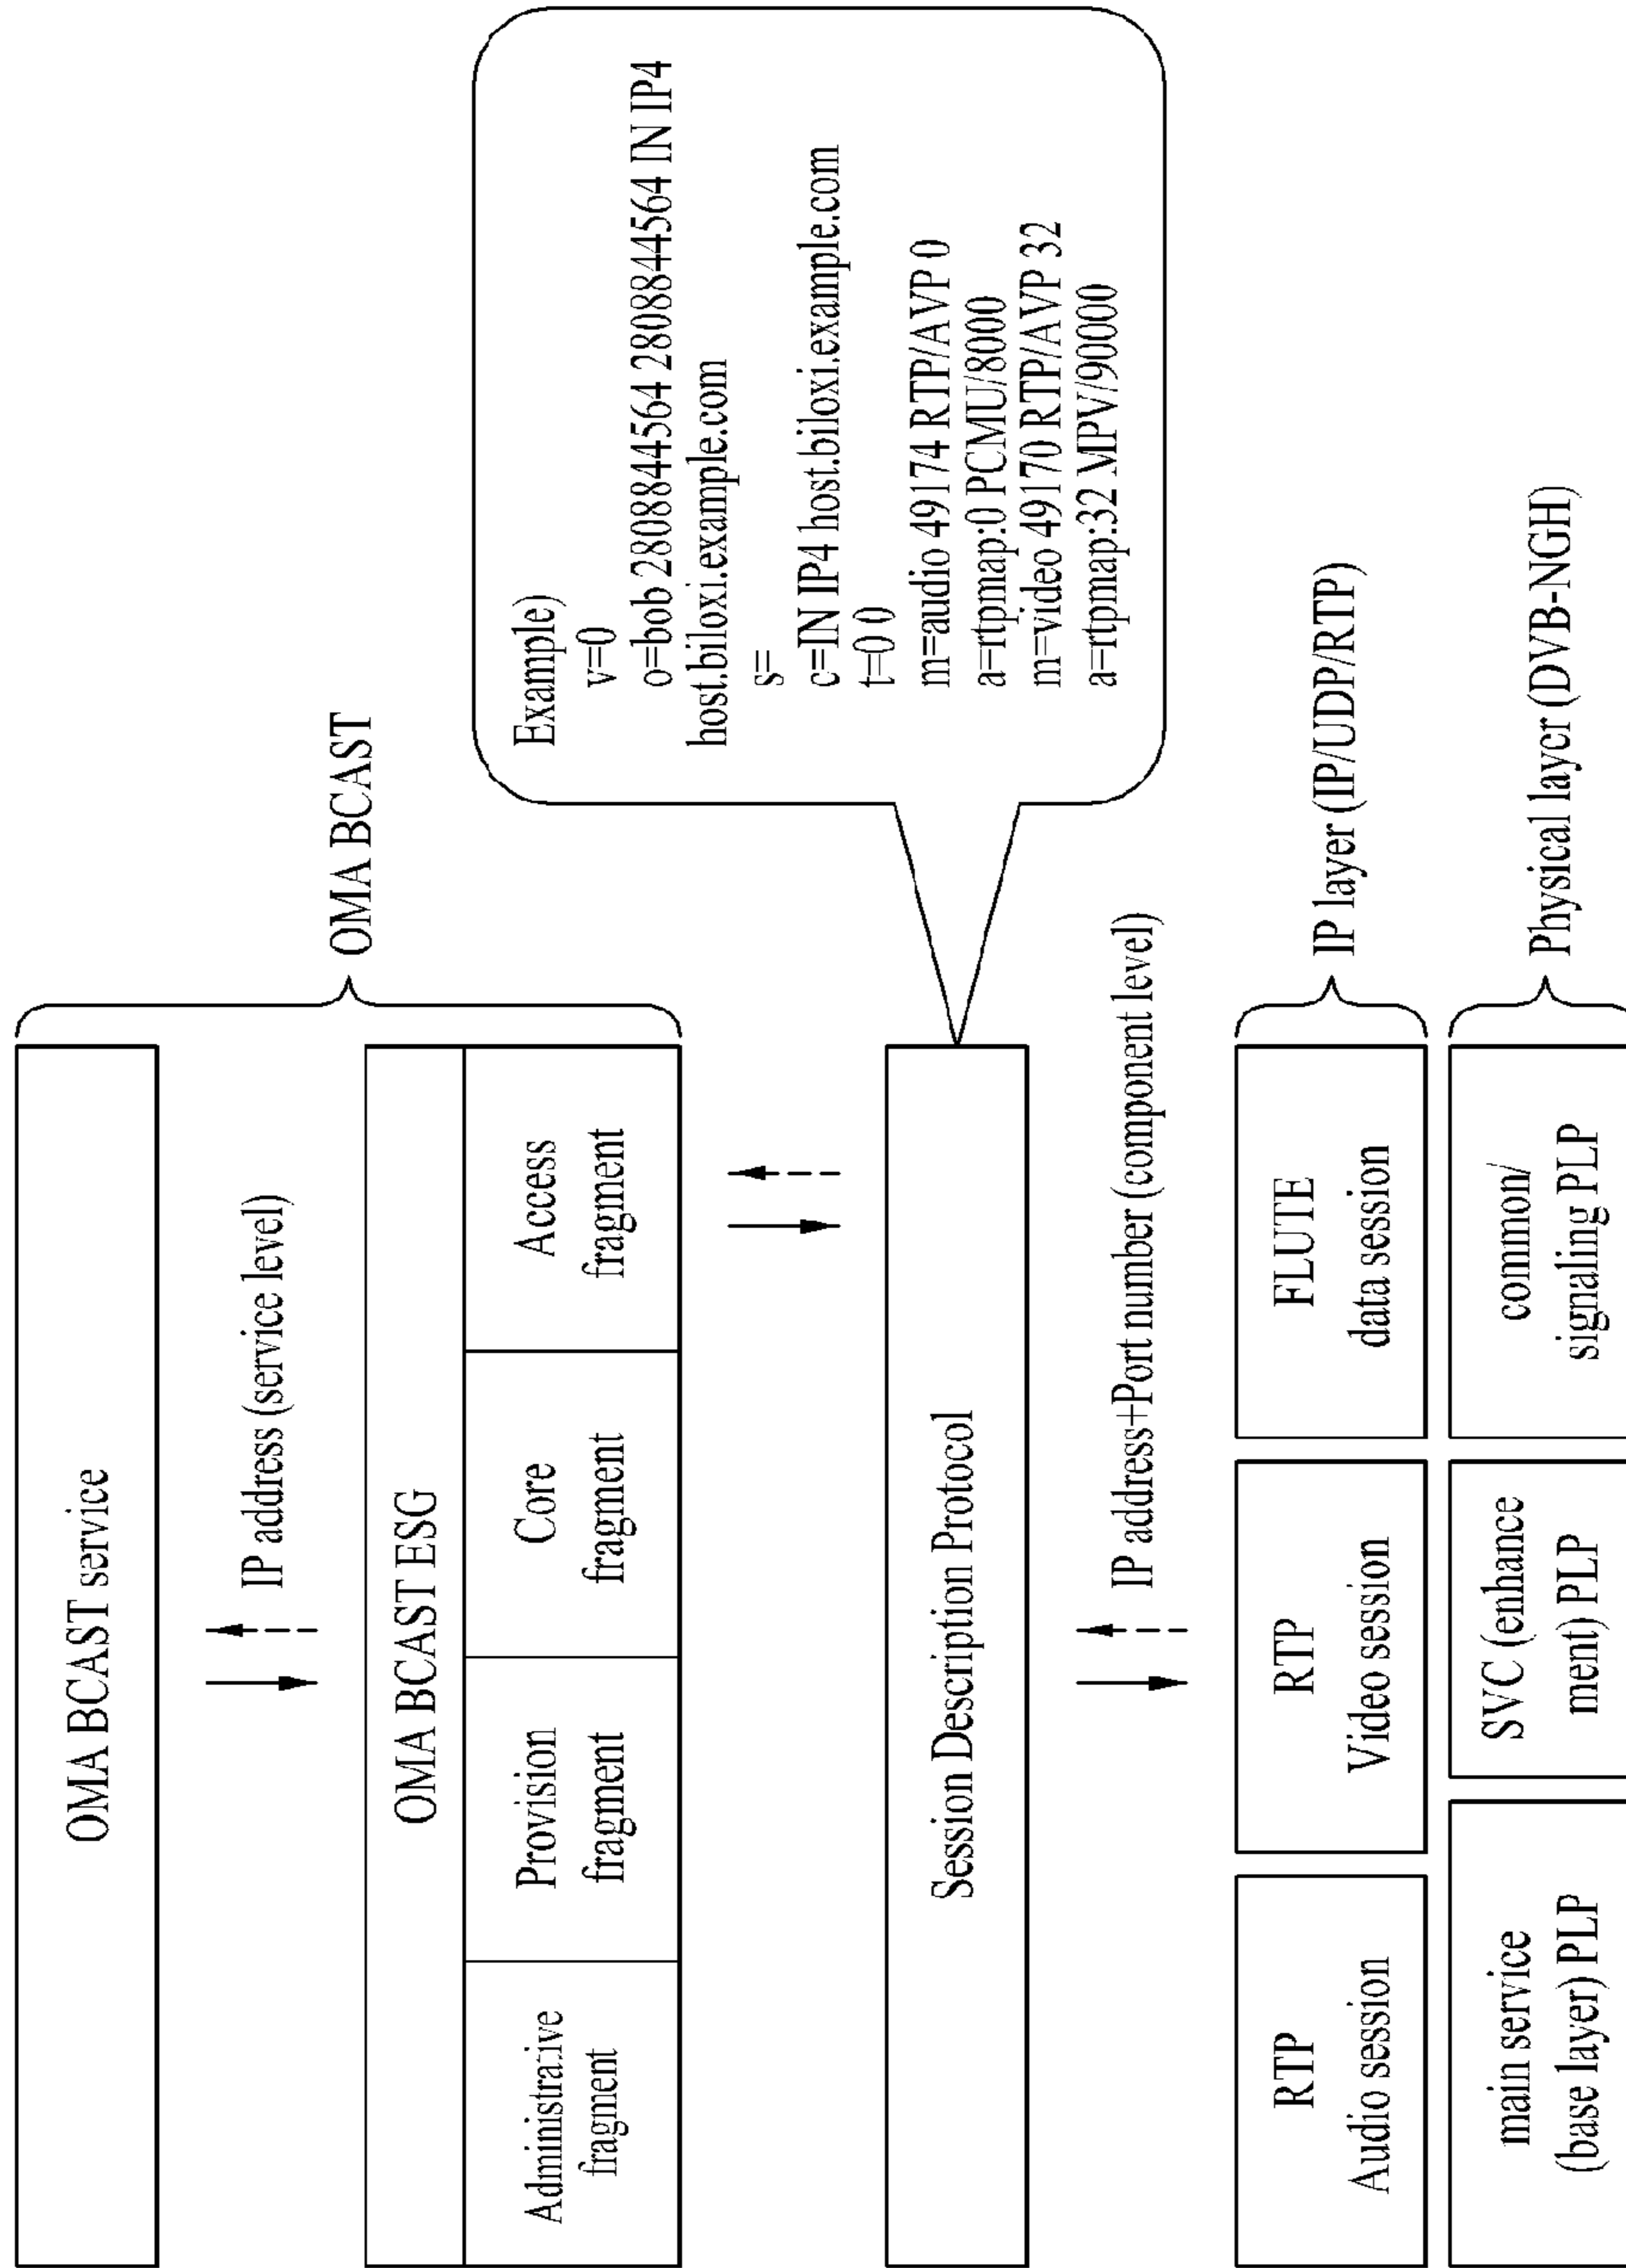 OMA BCAST service
IP address (service level)
OMA BCAST
OMA BCAST ESG
Administrative
fragment
Provision
fragment
Core
fragment
Access
fragment
Session Description Protocol
Example)
v=0
o=bob 2808844564 2808844564 IN IP4
host.biloxi.example.com
s=
c=IN IP4 host.biloxi.example.com
t=0 0
m=audio 49174 RTP/AVP 0
a=rtpmap:0 PCMU/8000
m=video 49170 RTP/AVP 32
a=rtpmap:32 MPV/90000
IP address+Port number (component level)
RTP
Audio session
RTP
Video session
FLUTE
data session
IP layer (IP/UDP/RTP)
main service
(base layer) PLP
SVC (enhance
ment) PLP
common/
signaling PLP
Physical layer (DVB-NGH)